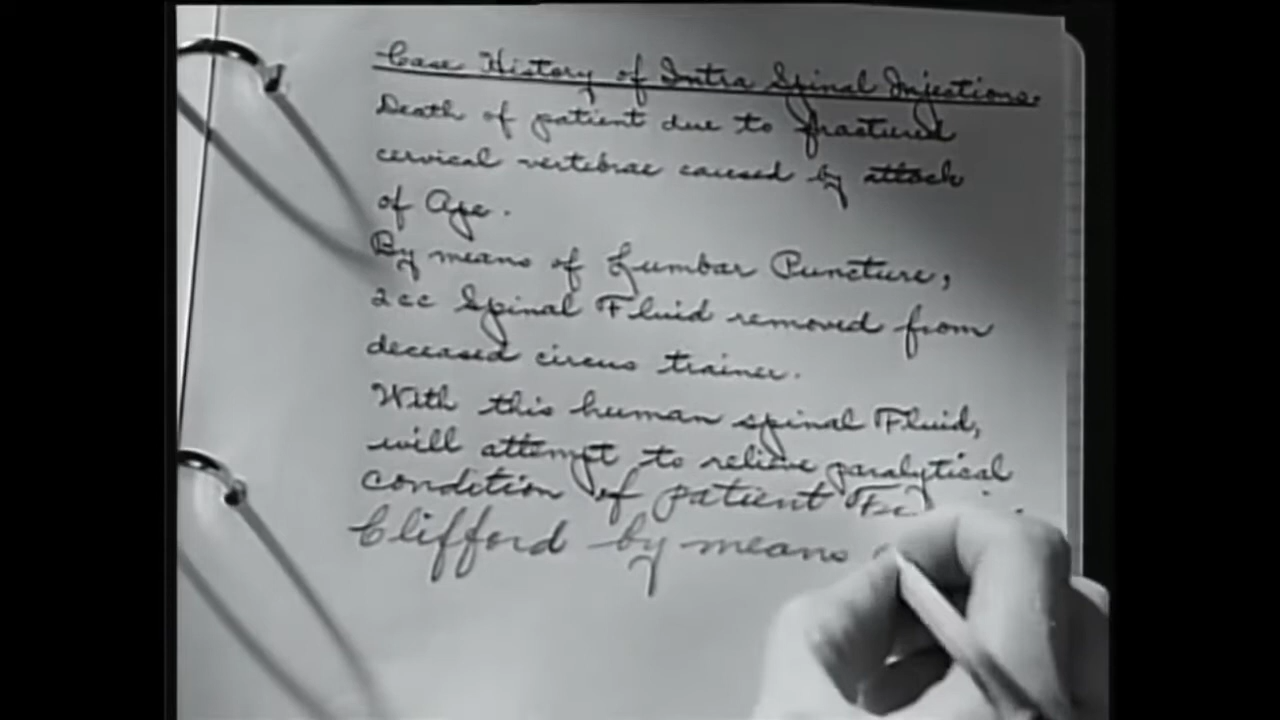 Case History of Intra Spinal Injections.
Death of patient due to fractured
cervical vertebrae caused by attack
of Ape.
By means of Lumbar Puncture,
2cc Spinal Fluid removed from
deceased circus trainer.
With this human spinal Fluid,
will attempt to relieve paralytical
condition of patient
Clifford by means